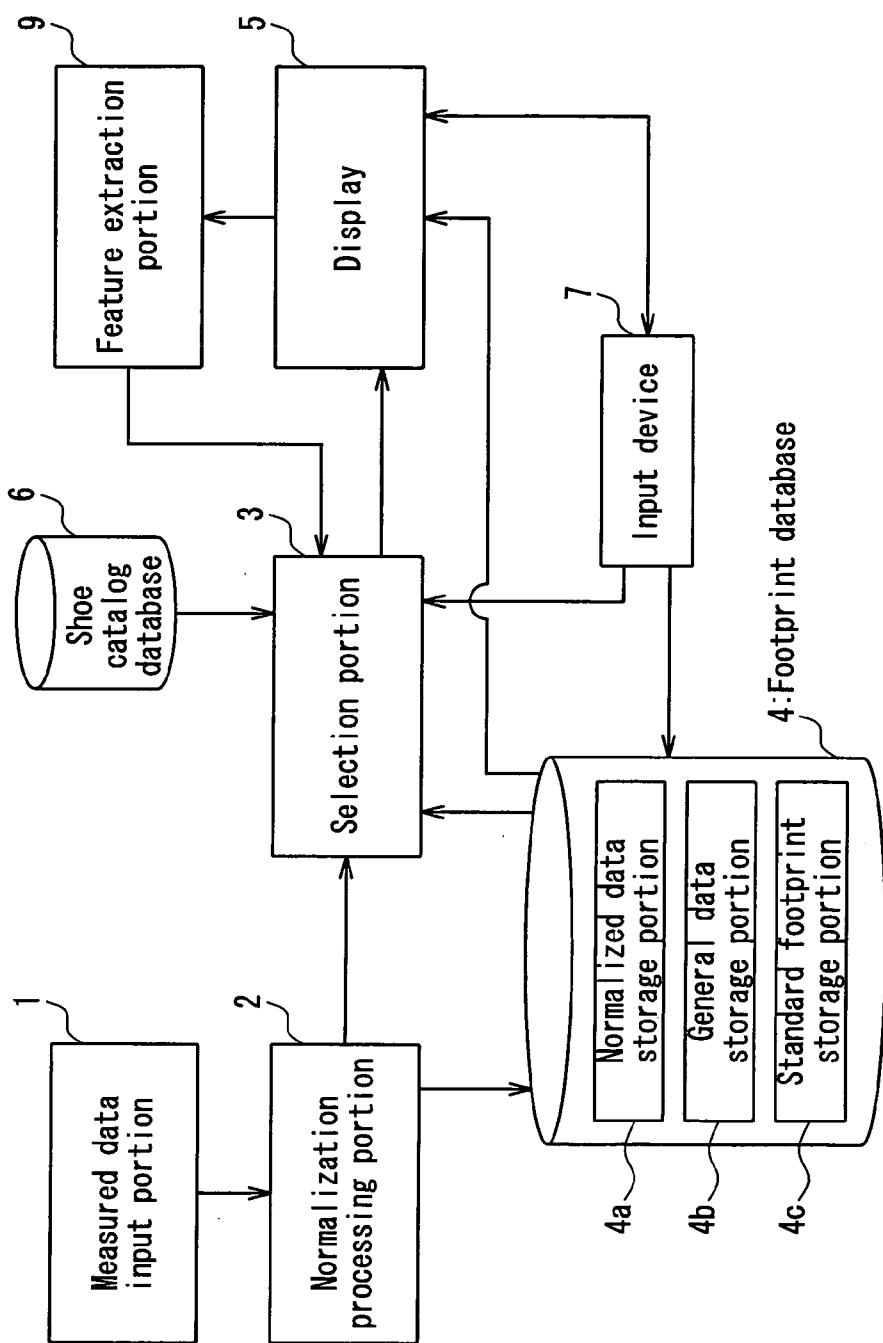 1
Measured data
input portion
2
Normalization
processing portion
6
Shoe
catalog
database
3
Selection portion
9
Feature extraction
portion
5
Display
7
Input device
4:Footprint database
4a
Normalized data
storage portion
4b
General data
storage portion
4c
Standard footprint
storage portion